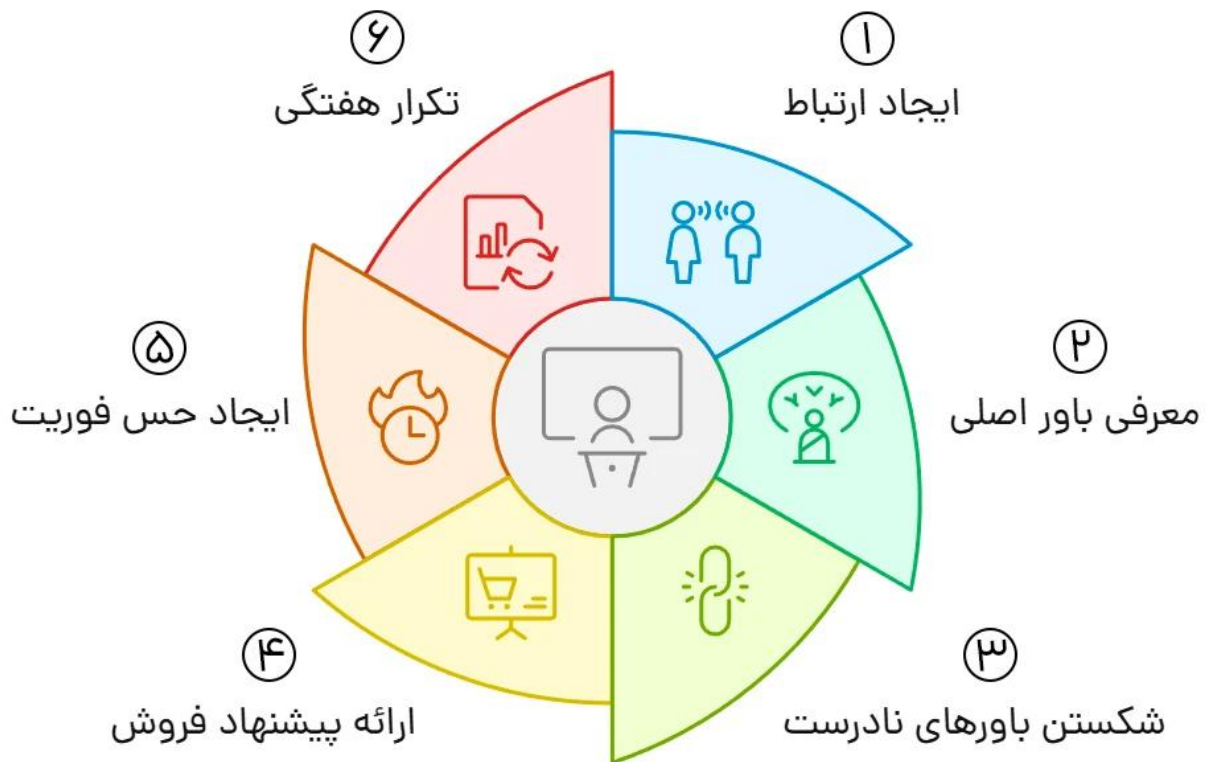 ۱
ایجاد ارتباط
۲
معرفی باور اصلی
۳
شکستن باورهای نادرست
۴
ارائه پیشنهاد فروش
۵
ایجاد حس فوریت
۶
تکرار هفتگی